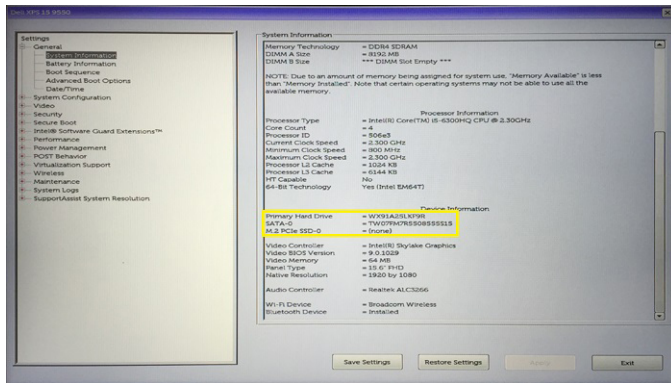 Dell XPS 15 9550
Settings
General
System Information
Battery Information
Boot Sequence
Advanced Boot Options
Date/Time
System Configuration
Video
Security
Secure Boot
Intel® Software Guard Extensions™
Performance
Power Management
POST Behavior
Virtualization Support
Wireless
Maintenance
System Logs
SupportAssist System Resolution
System Information
Memory Technology = DDR4 SDRAM
DIMM A Size = 8192 MB
DIMM B Size *** DIMM Slot Empty ***
NOTE: Due to an amount of memory being assigned for system use, "Memory Available" is less
than "Memory Installed". Note that certain operating systems may not be able to use all the
available memory.
Processor Information
Processor Type = Intel(R) Core(TM) i5-6300HQ CPU @ 2.30GHz
Core Count = 4
Processor ID = 506e3
Current Clock Speed = 2.300 GHz
Minimum Clock Speed = 800 MHz
Maximum Clock Speed = 2.300 GHz
Processor L2 Cache = 1024 KB
Processor L3 Cache = 6144 KB
HT Capable No
64-Bit Technology Yes (Intel EM64T)
Device Information
Primary Hard Drive = WX91A25LKF9R
SATA-0 = TW07FM7R5508555515
M.2 PCIe SSD-0 = (none)
Video Controller = Intel(R) Skylake Graphics
Video BIOS Version = 9.0.1029
Video Memory = 64 MB
Panel Type = 15.6" FHD
Native Resolution = 1920 by 1080
Audio Controller = Realtek ALC3266
Wi-Fi Device = Broadcom Wireless
Bluetooth Device = Installed
Save Settings Restore Settings Apply Exit